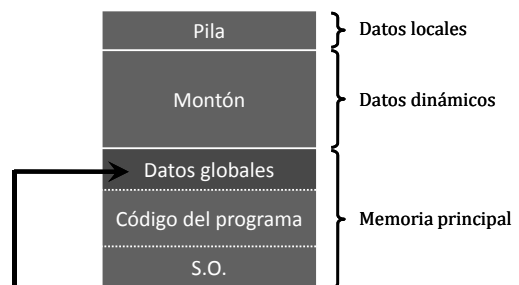 Pila
Datos locales
Montón
Datos dinámicos
Datos globales
Código del programa
Memoria principal
S.O.